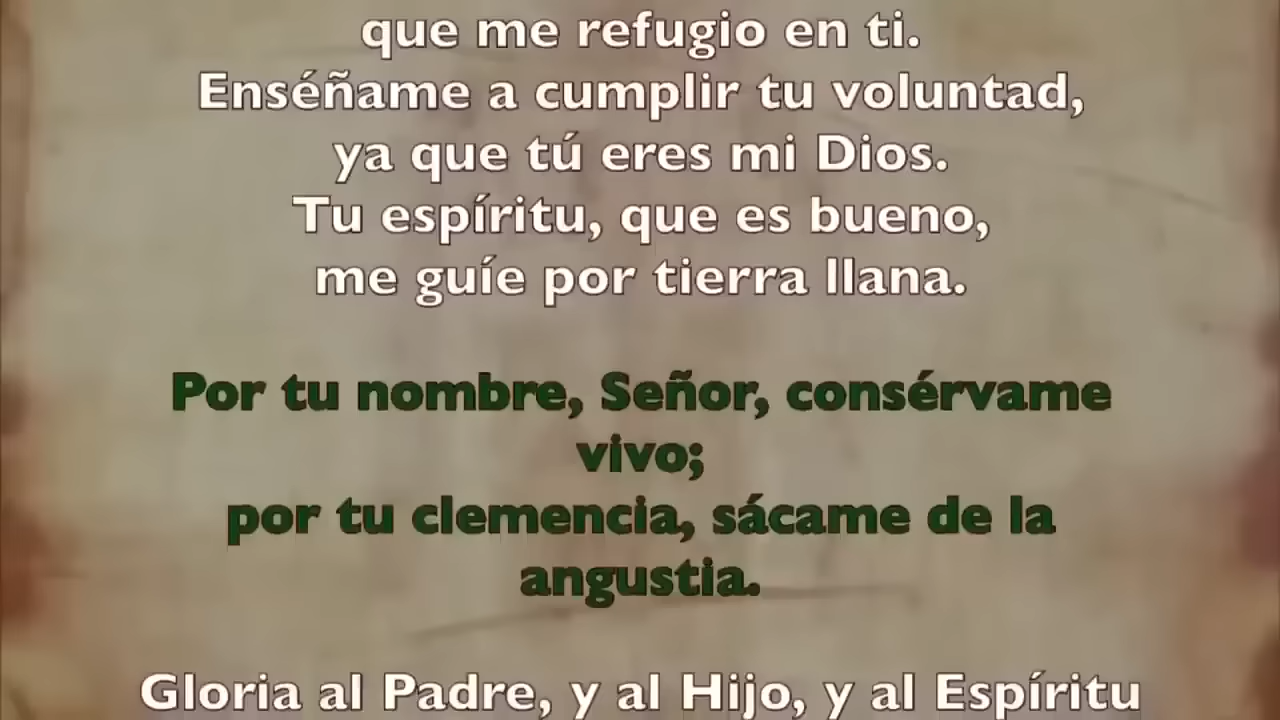 que me refugio en ti.
Enséñame a cumplir tu voluntad,
ya que tú eres mi Dios.
Tu espíritu, que es bueno,
me guíe por tierra llana.
Por tu nombre, Señor, consérvame
vivo;
por tu clemencia, sácame de la
angustia.
Gloria al Padre, y al Hijo, y al Espíritu